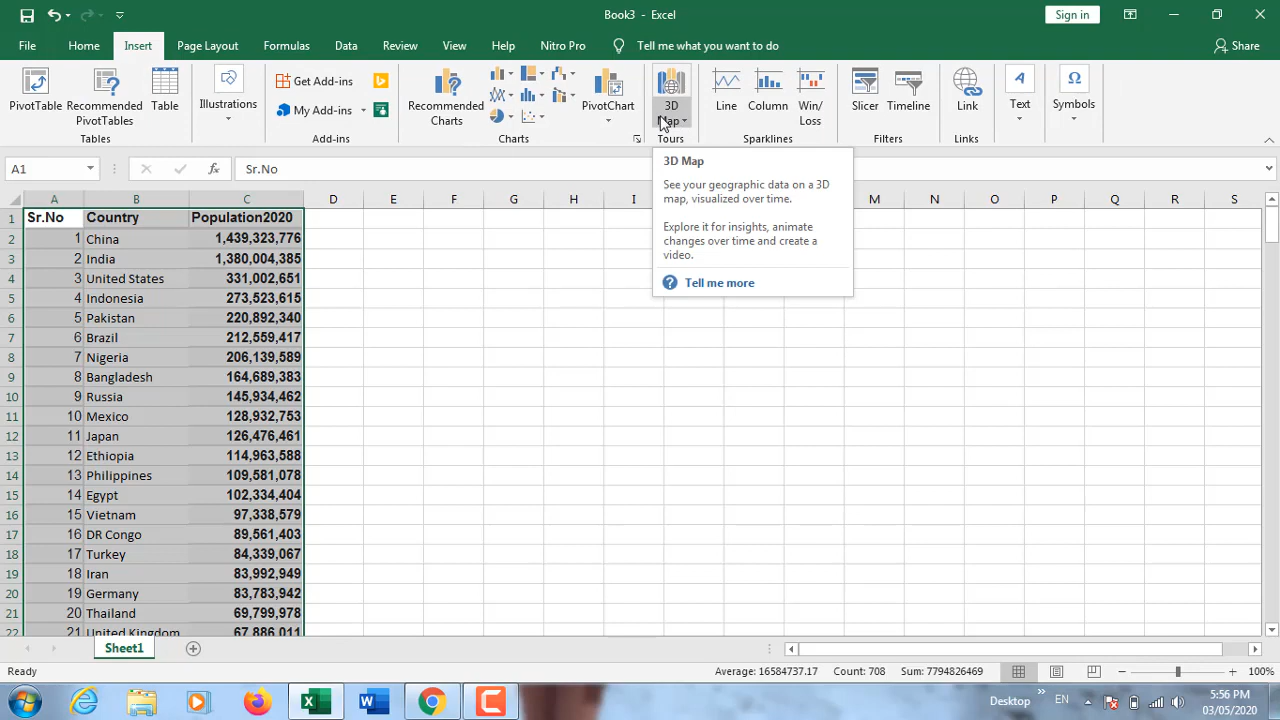 Book3 - Excel
Sign in
File Home Insert Page Layout Formulas Data Review View Help Nitro Pro Tell me what you want to do Share
PivotTable Recommended PivotTables Table
Tables
Illustrations
Get Add-ins
My Add-ins
Add-ins
Recommended Charts
PivotChart
Charts
3D Map
Tours
Line Column Win/ Loss
Sparklines
Slicer Timeline
Filters
Link
Links
Text
Symbols
A1 fx Sr.No
3D Map
See your geographic data on a 3D
map, visualized over time.
Explore it for insights, animate
changes over time and create a
video.
Tell me more
A B C D E F G H I M N O P Q R S
1 Sr.No Country Population2020
2 1 China 1,439,323,776
3 2 India 1,380,004,385
4 3 United States 331,002,651
5 4 Indonesia 273,523,615
6 5 Pakistan 220,892,340
7 6 Brazil 212,559,417
8 7 Nigeria 206,139,589
9 8 Bangladesh 164,689,383
10 9 Russia 145,934,462
11 10 Mexico 128,932,753
12 11 Japan 126,476,461
13 12 Ethiopia 114,963,588
14 13 Philippines 109,581,078
15 14 Egypt 102,334,404
16 15 Vietnam 97,338,579
17 16 DR Congo 89,561,403
18 17 Turkey 84,339,067
19 18 Iran 83,992,949
20 19 Germany 83,783,942
21 20 Thailand 69,799,978
22 21 United Kingdom 67,886,011
Sheet1
Ready Average: 16584737.17 Count: 708 Sum: 7794826469 100%
Desktop » EN 5:56 PM
03/05/2020